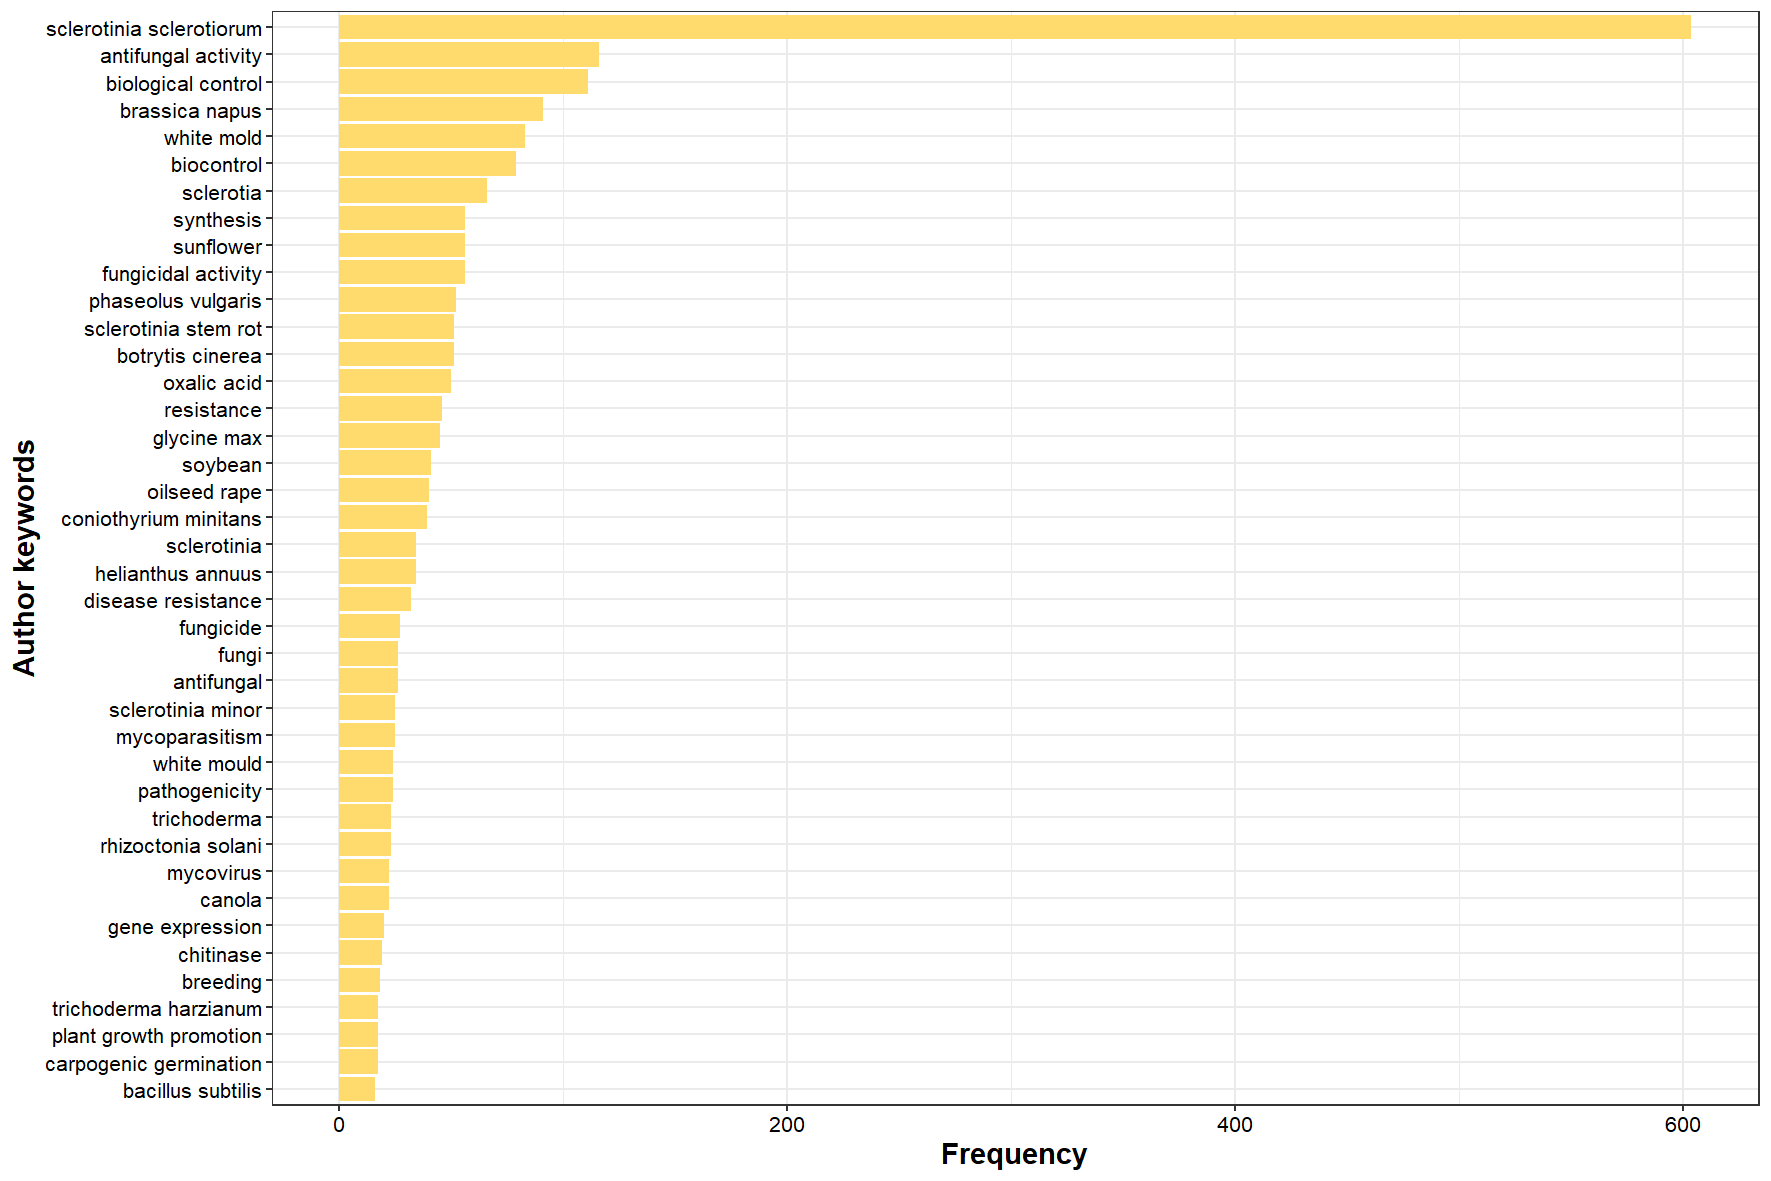 Author keywords
sclerotinia sclerotiorum
antifungal activity
biological control
brassica napus
white mold
biocontrol
sclerotia
synthesis
sunflower
fungicidal activity
phaseolus vulgaris
sclerotinia stem rot
botrytis cinerea
oxalic acid
resistance
glycine max
soybean
oilseed rape
coniothyrium minitans
sclerotinia
helianthus annuus
disease resistance
fungicide
fungi
antifungal
sclerotinia minor
mycoparasitism
white mould
pathogenicity
trichoderma
rhizoctonia solani
mycovirus
canola
gene expression
chitinase
breeding
trichoderma harzianum
plant growth promotion
carpogenic germination
bacillus subtilis
0 200 400 600
Frequency